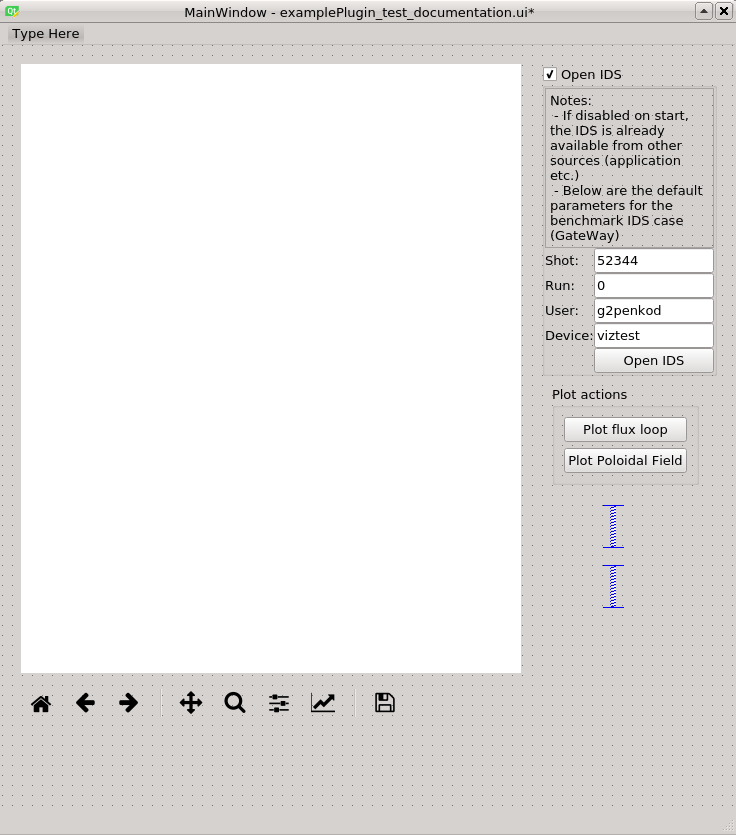 MainWindow - examplePlugin_test_documentation.ui*
Type Here
Open IDS
Notes:
- If disabled on start,
the IDS is already
available from other
sources (application
etc.)
- Below are the default
parameters for the
benchmark IDS case
(GateWay)
Shot: 52344
Run: 0
User: g2penkod
Device: viztest
Open IDS
Plot actions
Plot flux loop
Plot Poloidal Field